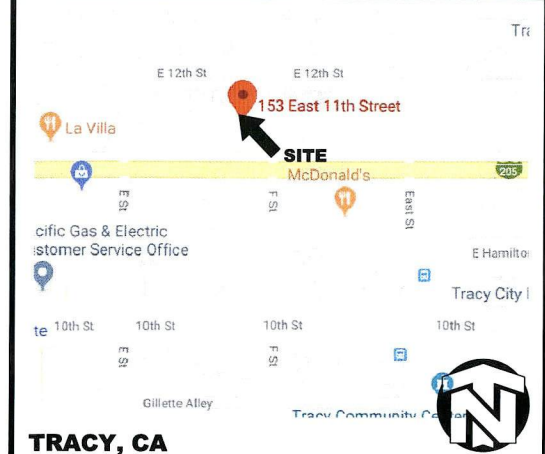 Tra
E 12th St
E 12th St
153 East 11th Street
La Villa
SITE
McDonald's
205
E St
F St
East St
cific Gas & Electric
stomer Service Office
E Hamilto
Tracy City
te
10th St
10th St
10th St
10th St
E St
F St
Gillette Alley
Tracy Community Center
N
TRACY, CA